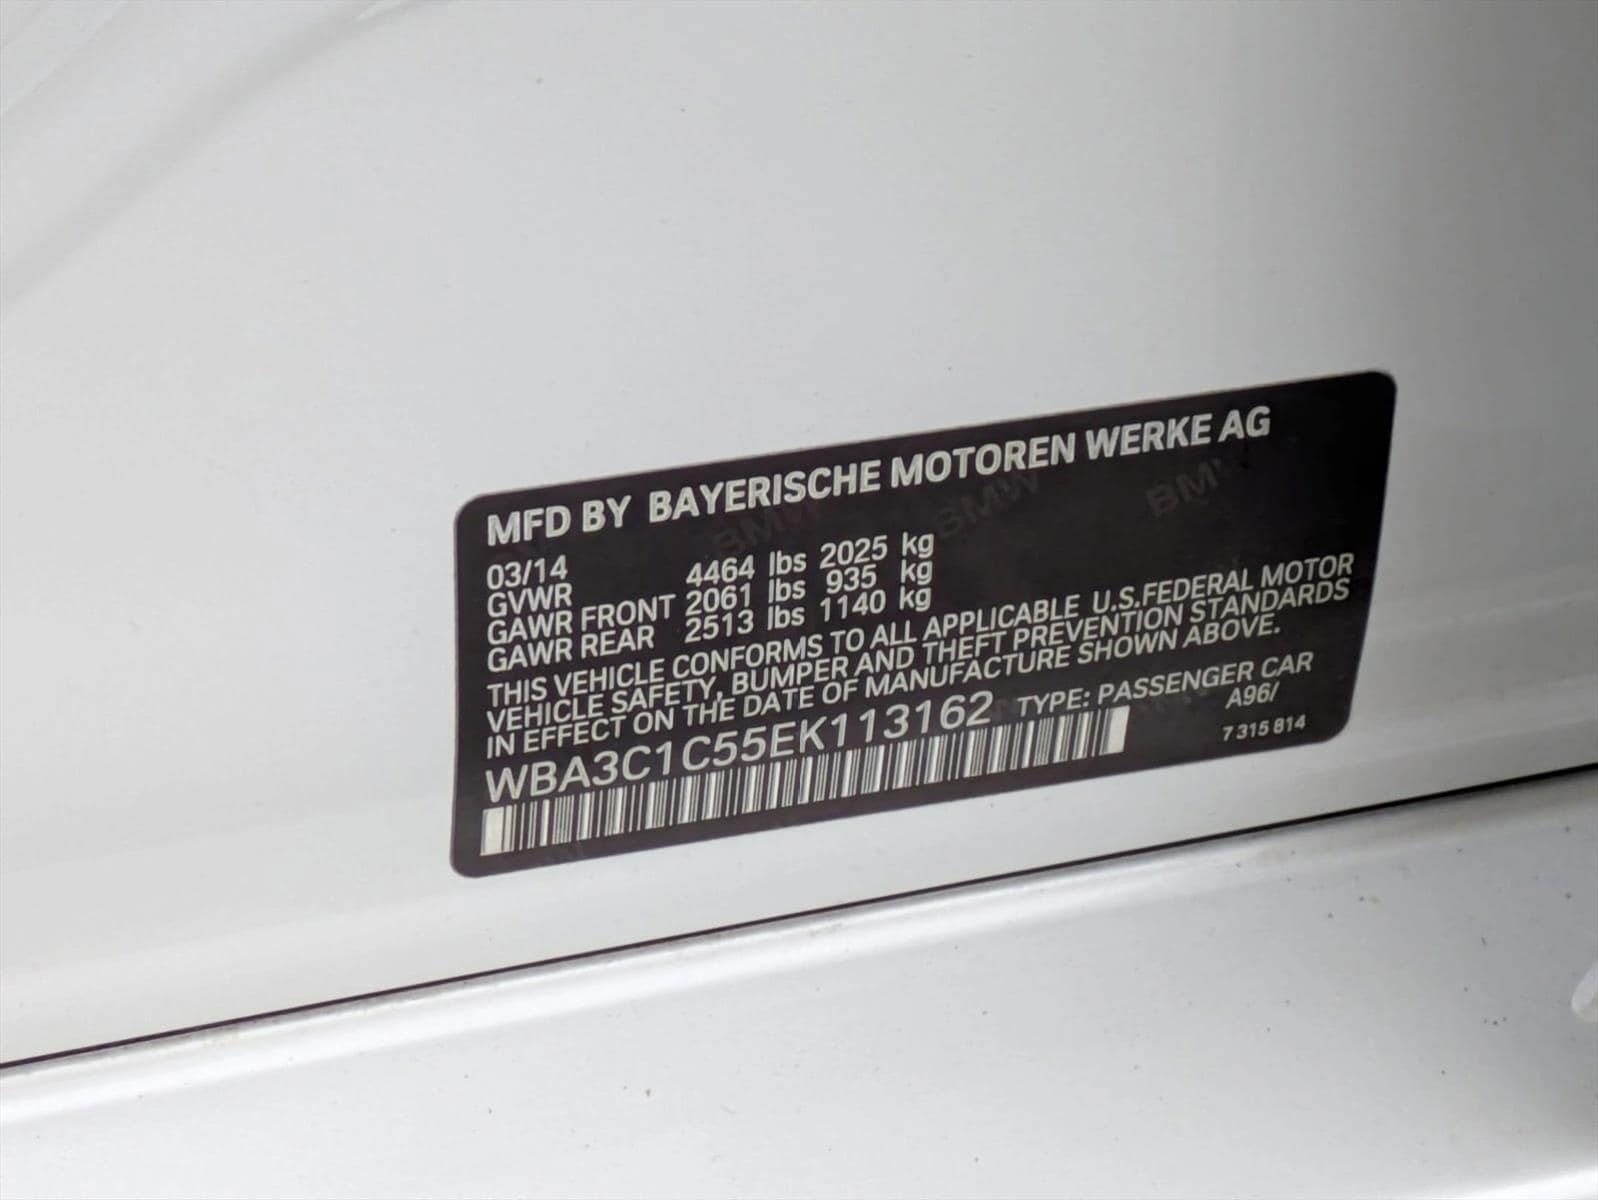 MFD BY BAYERISCHE MOTOREN WERKE AG
03/14
GVWR 4464 lbs 2025 kg
GAWR FRONT 2061 lbs 935 kg
GAWR REAR 2513 lbs 1140 kg
THIS VEHICLE CONFORMS TO ALL APPLICABLE U.S.FEDERAL MOTOR
VEHICLE SAFETY, BUMPER AND THEFT PREVENTION STANDARDS
IN EFFECT ON THE DATE OF MANUFACTURE SHOWN ABOVE.
WBA3C1C55EK113162 TYPE: PASSENGER CAR
A96/
7 315 814
BMW BMW BMW